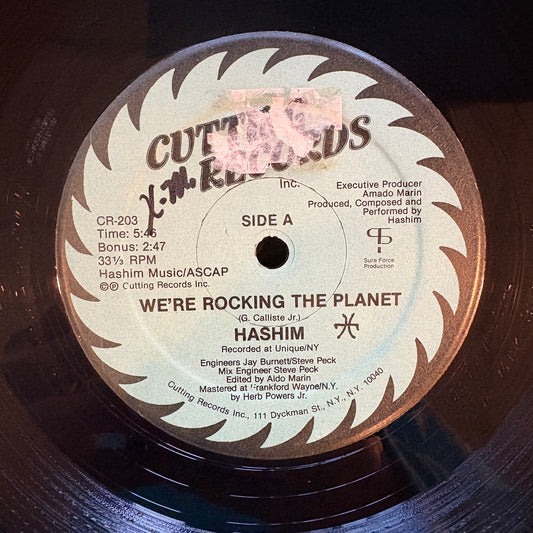 CUTTING
RECORDS
Inc.
X-M.
SIDE A
CR-203
Time: 5:46
Bonus: 2:47
33⅓ RPM
Hashim Music/ASCAP
©Ⓟ Cutting Records Inc.
Executive Producer
Amado Marin
Produced, Composed and
Performed by
Hashim
Sure Force
Production
WE'RE ROCKING THE PLANET
(G. Calliste Jr.)
HASHIM
Recorded at Unique/NY
Engineers Jay Burnett/Steve Peck
Mix Engineer Steve Peck
Edited by Aldo Marin
Mastered at Frankford Wayne/N.Y.
by Herb Powers Jr.
Cutting Records Inc., 111 Dyckman St., N.Y., N.Y. 10040